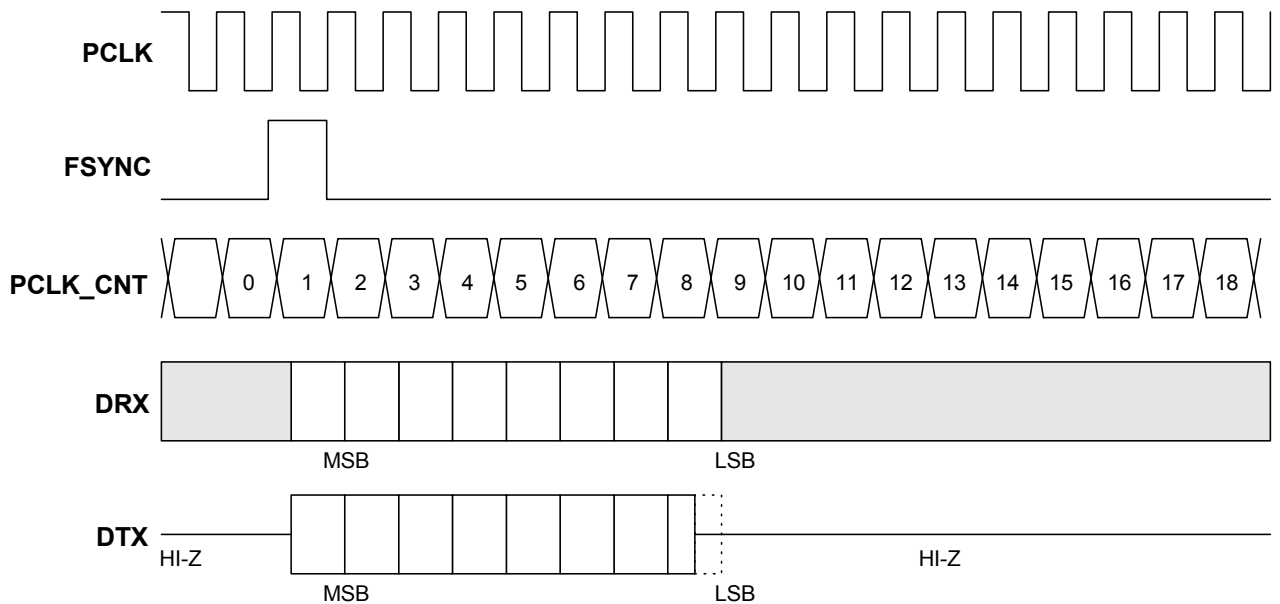 PCLK
FSYNC
PCLK_CNT 0 1 2 3 4 5 6 7 8 9 10 11 12 13 14 15 16 17 18
DRX
MSB LSB
DTX
HI-Z HI-Z
MSB LSB